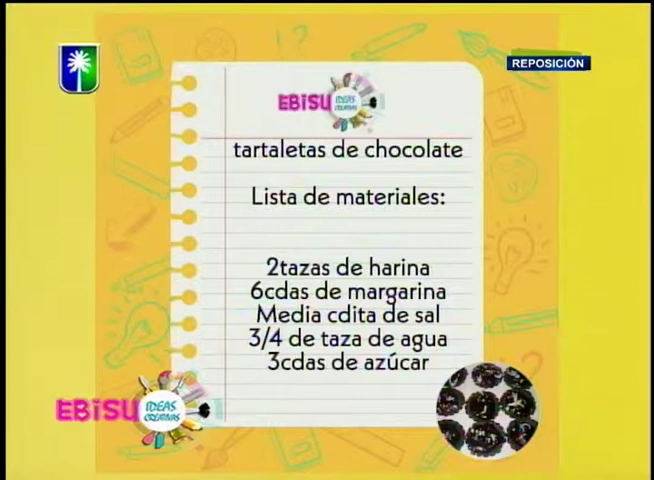 REPOSICIÓN
EBiSU IDEAS CREATIVAS
tartaletas de chocolate
Lista de materiales:
2tazas de harina
6cdas de margarina
Media cdita de sal
3/4 de taza de agua
3cdas de azúcar
EBiSU IDEAS CREATIVAS